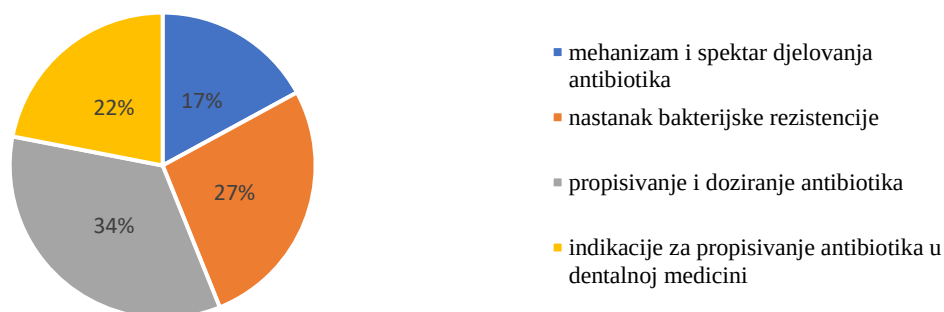 17%
27%
34%
22%
mehanizam i spektar djelovanja
antibiotika
nastanak bakterijske rezistencije
propisivanje i doziranje antibiotika
indikacije za propisivanje antibiotika u
dentalnoj medicini